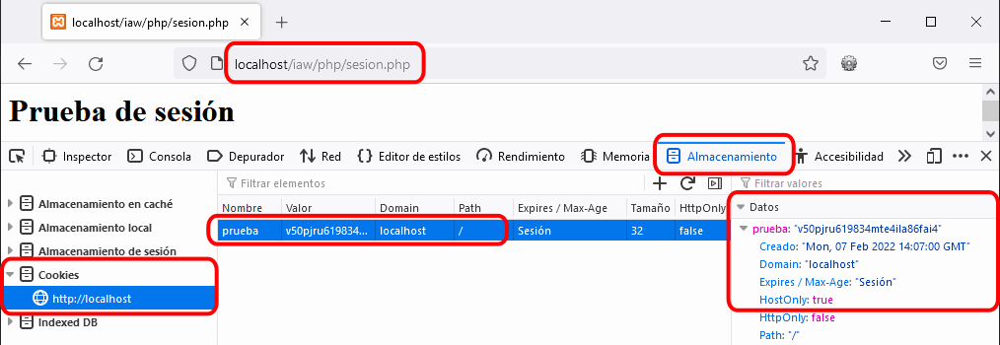 localhost/iaw/php/sesion.php
localhost/iaw/php/sesion.php
Prueba de sesión
Inspector Consola Depurador Red Editor de estilos Rendimiento Memoria Almacenamiento Accesibilidad
Filtrar elementos
Filtrar valores
Almacenamiento en caché
Almacenamiento local
Almacenamiento de sesión
Cookies
http://localhost
Indexed DB
Nombre Valor Domain Path Expires / Max-Age Tamaño HttpOnly
prueba v50pjru619834... localhost / Sesión 32 false
Datos
prueba: "v50pjru619834mte4ila86fai4"
Creado: "Mon, 07 Feb 2022 14:07:00 GMT"
Domain: "localhost"
Expires / Max-Age: "Sesión"
HostOnly: true
HttpOnly: false
Path: "/"